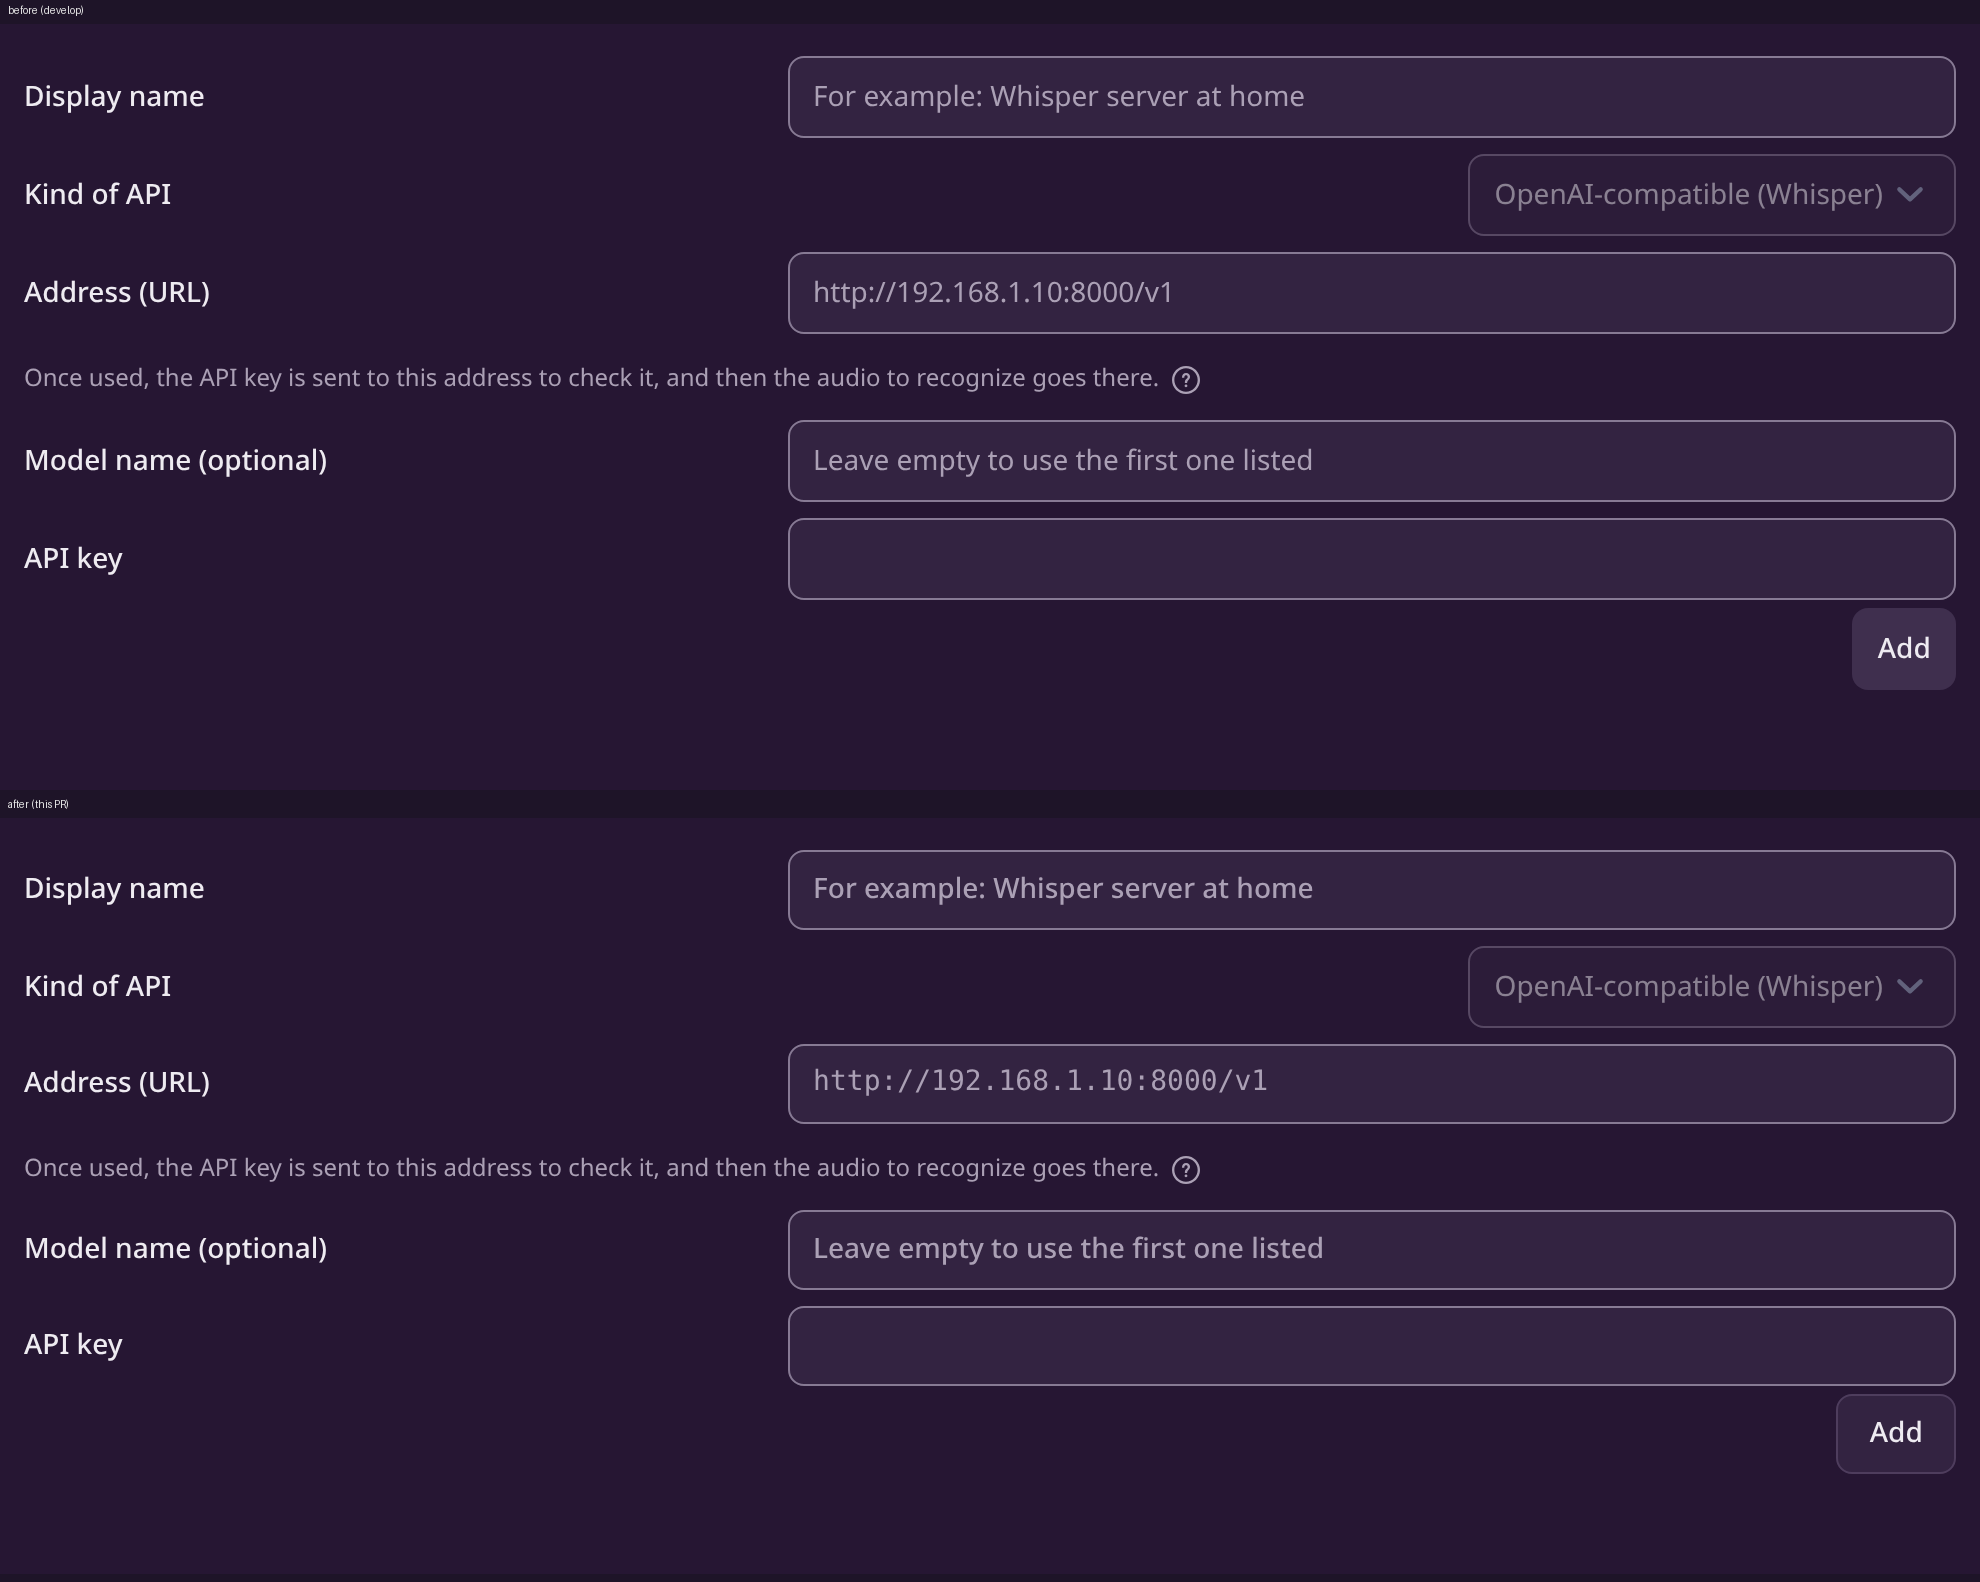 before (develop)
Display name
For example: Whisper server at home
Kind of API
OpenAI-compatible (Whisper)
Address (URL)
http://192.168.1.10:8000/v1
Once used, the API key is sent to this address to check it, and then the audio to recognize goes there. ?
Model name (optional)
Leave empty to use the first one listed
API key
Add
after (this PR)
Display name
For example: Whisper server at home
Kind of API
OpenAI-compatible (Whisper)
Address (URL)
http://192.168.1.10:8000/v1
Once used, the API key is sent to this address to check it, and then the audio to recognize goes there. ?
Model name (optional)
Leave empty to use the first one listed
API key
Add